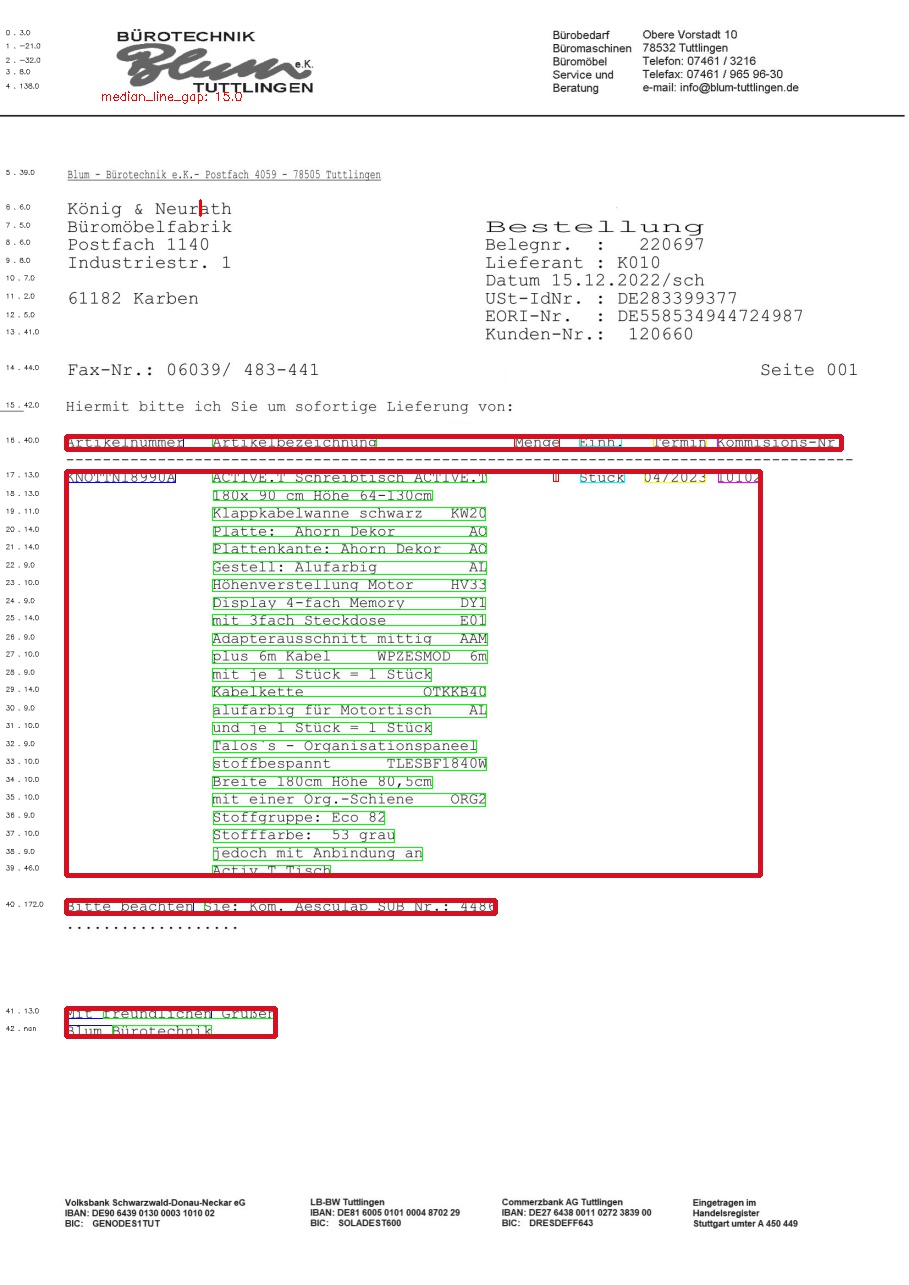 BÜROTECHNIK
Blum e.K.
TUTTLINGEN
Bürobedarf
Büromaschinen
Büromöbel
Service und
Beratung
Obere Vorstadt 10
78532 Tuttlingen
Telefon: 07461 / 3216
Telefax: 07461 / 965 96-30
e-mail: info@blum-tuttlingen.de
0 . 3.0
1 . -21.0
2 . -32.0
3 . 8.0
4 . 138.0
median_line_gap: 15.0
5 . 39.0 Blum - Bürotechnik e.K.- Postfach 4059 - 78505 Tuttlingen
6 . 6.0 König & Neurath
7 . 5.0 Büromöbelfabrik Bestellung
8 . 6.0 Postfach 1140 Belegnr. : 220697
9 . 8.0 Industriestr. 1 Lieferant : K010
10 . 7.0 Datum 15.12.2022/sch
11 . 2.0 61182 Karben USt-IdNr. : DE283399377
12 . 5.0 EORI-Nr. : DE558534944724987
13 . 41.0 Kunden-Nr.: 120660
14 . 44.0 Fax-Nr.: 06039/ 483-441 Seite 001
15 . 42.0 Hiermit bitte ich Sie um sofortige Lieferung von:
16 . 40.0 Artikelnummer Artikelbezeichnung Menge Einh. Termin Kommisions-Nr
17 . 13.0 KNOTTN18990A ACTIVE.T Schreibtisch ACTIVE.T 1 Stück 04/2023 10102
18 . 13.0 180x 90 cm Höhe 64-130cm
19 . 11.0 Klappkabelwanne schwarz KW20
20 . 14.0 Platte: Ahorn Dekor AO
21 . 14.0 Plattenkante: Ahorn Dekor AO
22 . 9.0 Gestell: Alufarbig AL
23 . 10.0 Höhenverstellung Motor HV33
24 . 9.0 Display 4-fach Memory DY1
25 . 14.0 mit 3fach Steckdose E01
26 . 9.0 Adapterausschnitt mittig AAM
27 . 10.0 plus 6m Kabel WPZESMOD 6m
28 . 9.0 mit je 1 Stück = 1 Stück
29 . 14.0 Kabelkette OTKKB40
30 . 9.0 alufarbig für Motortisch AL
31 . 10.0 und je 1 Stück = 1 Stück
32 . 9.0 Talos`s - Organisationspaneel
33 . 10.0 stoffbespannt TLESBF1840W
34 . 10.0 Breite 180cm Höhe 80,5cm
35 . 10.0 mit einer Org.-Schiene ORG2
36 . 9.0 Stoffgruppe: Eco 82
37 . 10.0 Stofffarbe: 53 grau
38 . 9.0 jedoch mit Anbindung an
39 . 46.0 Activ T Tisch
40 . 172.0 Bitte beachten Sie: Kom. Aesculap SUB Nr.: 4486
...................
41 . 13.0 Mit freundlichen Grüßen
42 . nan Blum Bürotechnik
Volksbank Schwarzwald-Donau-Neckar eG
IBAN: DE90 6439 0130 0003 1010 02
BIC: GENODES1TUT
LB-BW Tuttlingen
IBAN: DE81 6005 0101 0004 8702 29
BIC: SOLADEST600
Commerzbank AG Tuttlingen
IBAN: DE27 6438 0011 0272 3839 00
BIC: DRESDEFF643
Eingetragen im
Handelsregister
Stuttgart umter A 450 449